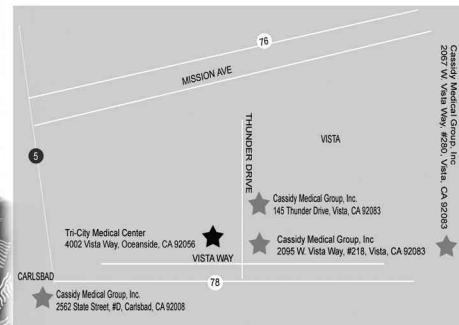 76
MISSION AVE
Cassidy Medical Group, Inc
2067 W. Vista Way, #280, Vista, CA 92083
THUNDER DRIVE
VISTA
5
Cassidy Medical Group, Inc.
145 Thunder Drive, Vista, CA 92083
Tri-City Medical Center
4002 Vista Way, Oceanside, CA 92056
Cassidy Medical Group, Inc
2095 W. Vista Way, #218, Vista, CA 92083
VISTA WAY
CARLSBAD
78
Cassidy Medical Group, Inc.
2562 State Street, #D, Carlsbad, CA 92008